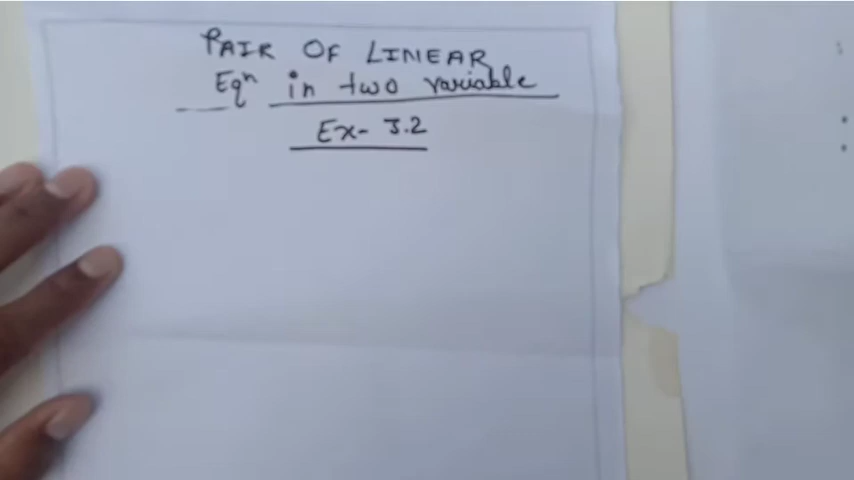 PAIR OF LINEAR
Eqn in two variable
Ex- 3.2